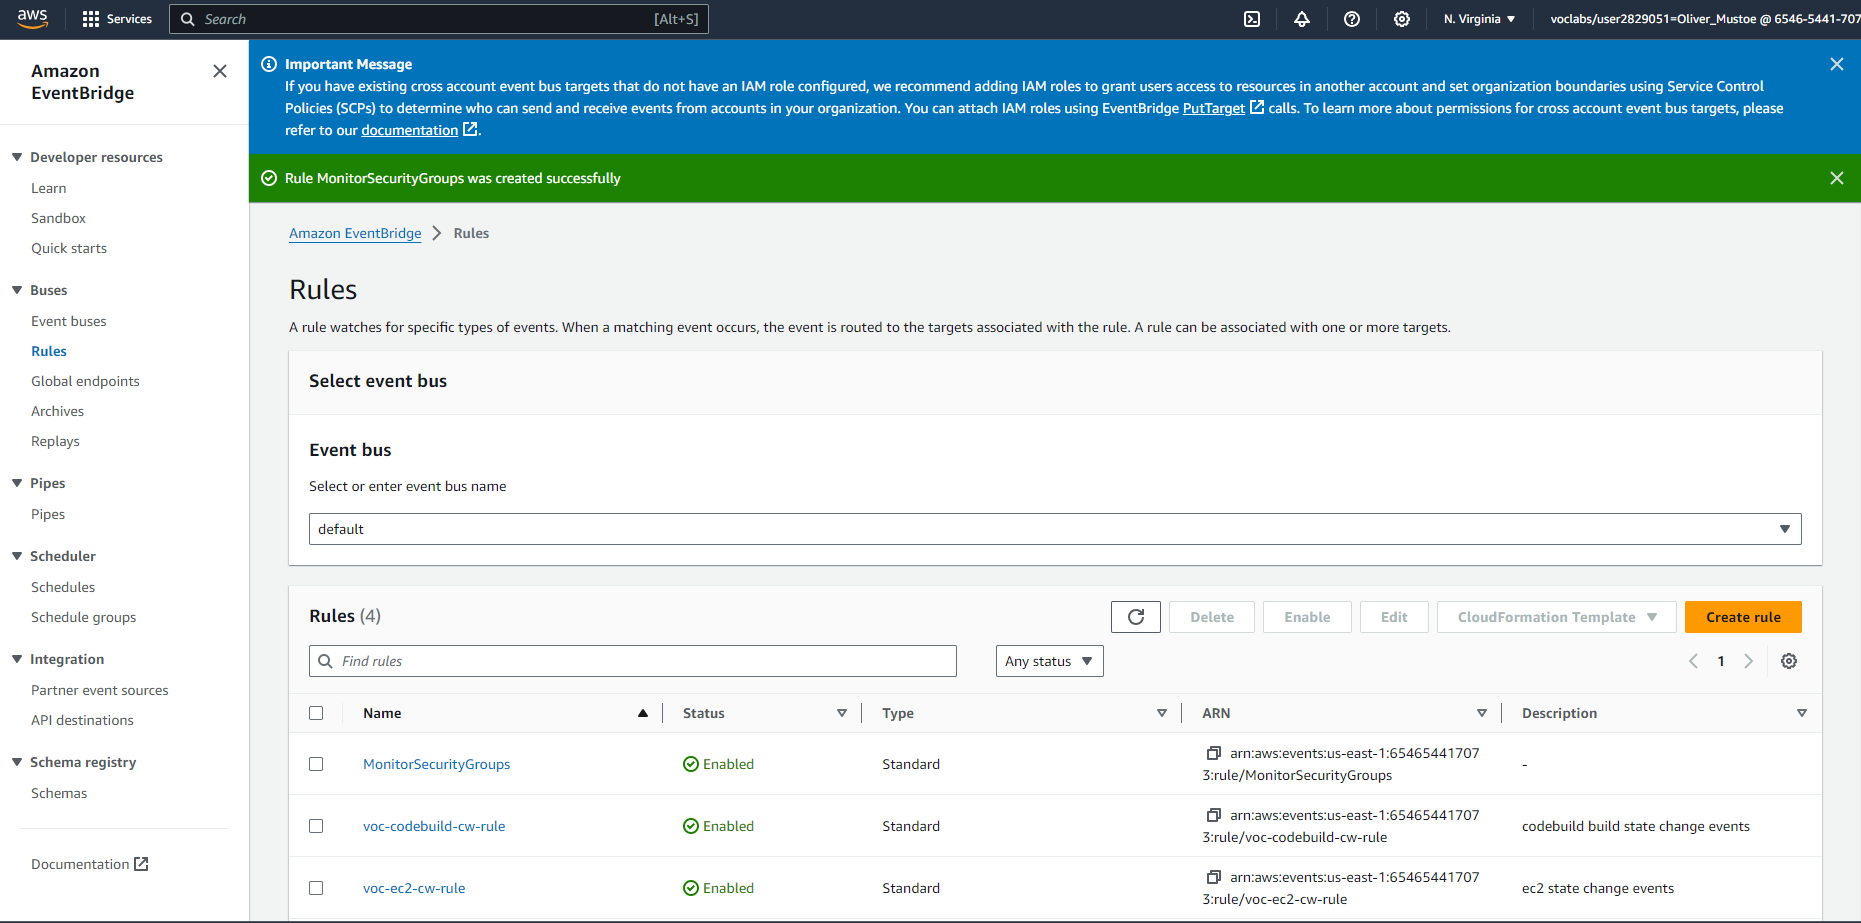 aws
Services
Search
[Alt+S]
N. Virginia
voclabs/user2829051=Oliver_Mustoe @ 6546-5441-707
Amazon
EventBridge
Developer resources
Learn
Sandbox
Quick starts
Buses
Event buses
Rules
Global endpoints
Archives
Replays
Pipes
Pipes
Scheduler
Schedules
Schedule groups
Integration
Partner event sources
API destinations
Schema registry
Schemas
Documentation
Important Message
If you have existing cross account event bus targets that do not have an IAM role configured, we recommend adding IAM roles to grant users access to resources in another account and set organization boundaries using Service Control
Policies (SCPs) to determine who can send and receive events from accounts in your organization. You can attach IAM roles using EventBridge PutTarget calls. To learn more about permissions for cross account event bus targets, please
refer to our documentation .
Rule MonitorSecurityGroups was created successfully
Amazon EventBridge > Rules
Rules
A rule watches for specific types of events. When a matching event occurs, the event is routed to the targets associated with the rule. A rule can be associated with one or more targets.
Select event bus
Event bus
Select or enter event bus name
default
Rules (4)
Delete
Enable
Edit
CloudFormation Template
Create rule
Find rules
Any status
1
Name
Status
Type
ARN
Description
MonitorSecurityGroups
Enabled
Standard
arn:aws:events:us-east-1:65465441707
3:rule/MonitorSecurityGroups
-
voc-codebuild-cw-rule
Enabled
Standard
arn:aws:events:us-east-1:65465441707
3:rule/voc-codebuild-cw-rule
codebuild build state change events
voc-ec2-cw-rule
Enabled
Standard
arn:aws:events:us-east-1:65465441707
3:rule/voc-ec2-cw-rule
ec2 state change events